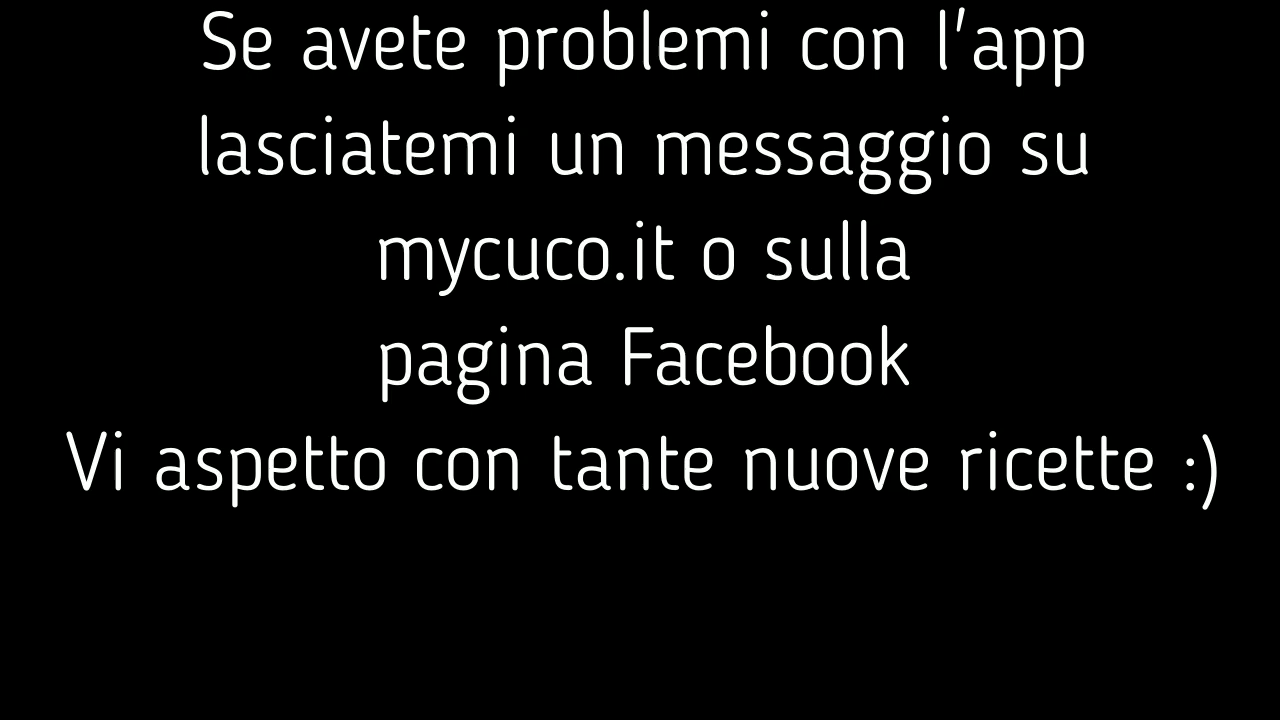 Se avete problemi con l'app
lasciatemi un messaggio su
mycuco.it o sulla
pagina Facebook
Vi aspetto con tante nuove ricette :)